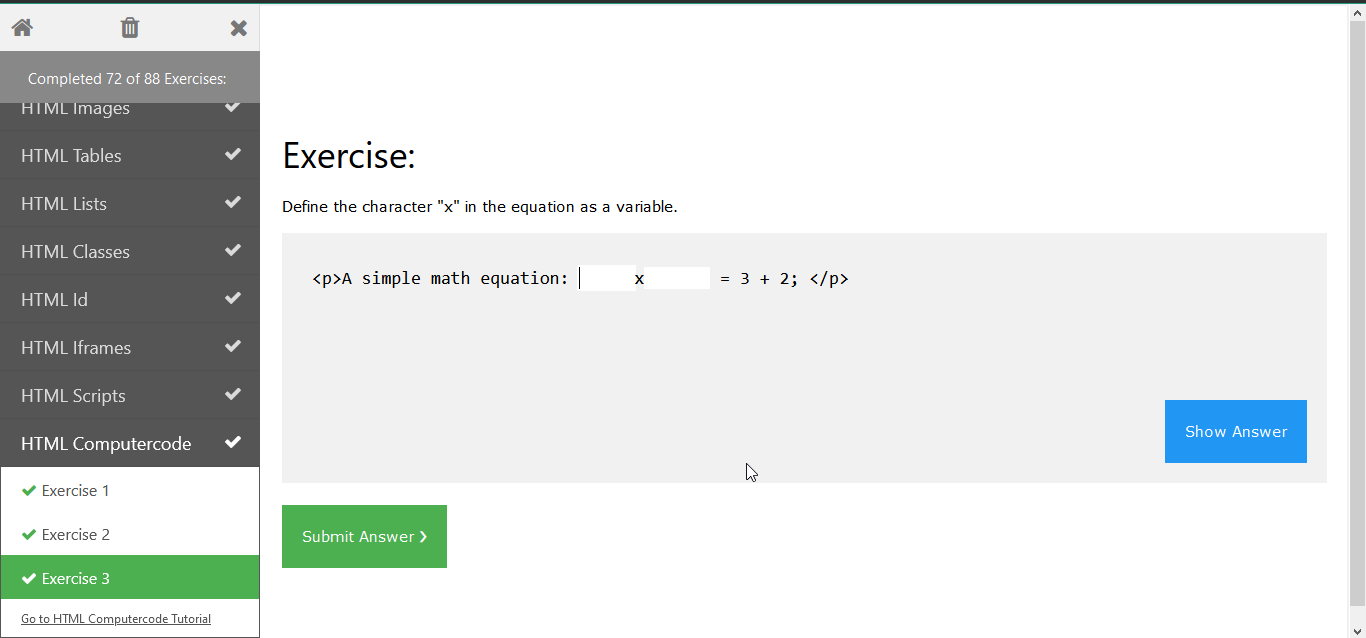 Completed 72 of 88 Exercises:
HTML Images
HTML Tables
HTML Lists
HTML Classes
HTML Id
HTML Iframes
HTML Scripts
HTML Computercode
Exercise 1
Exercise 2
Exercise 3
Go to HTML Computercode Tutorial
Exercise:
Define the character "x" in the equation as a variable.
<p>A simple math equation: x = 3 + 2; </p>
Show Answer
Submit Answer ❯